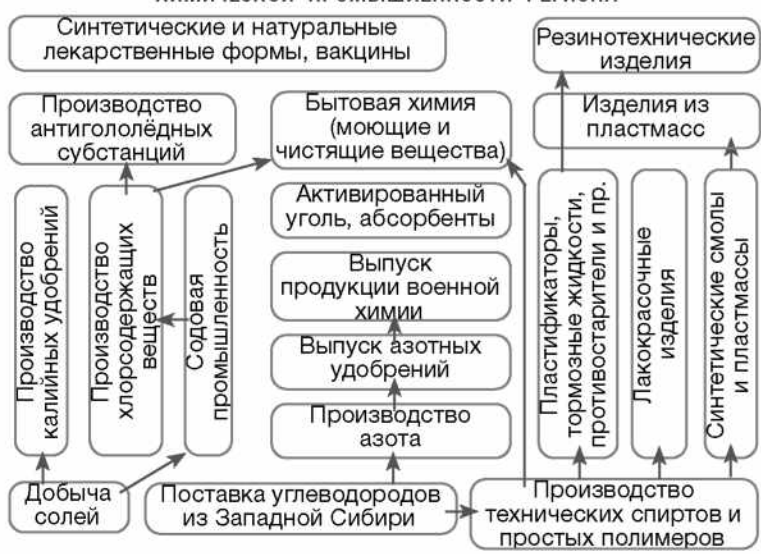 Синтетические и натуральные
лекарственные формы, вакцины
Резинотехнические
изделия
Производство
антигололёдных
субстанций
Бытовая химия
(моющие и
чистящие вещества)
Изделия из
пластмасс
Производство
калийных удобрений
Производство
хлорсодержащих
веществ
Содовая
промышленность
Активированный
уголь, абсорбенты
Выпуск
продукции военной
химии
Выпуск азотных
удобрений
Производство
азота
Пластификаторы,
тормозные жидкости,
противостарители и пр.
Лакокрасочные
изделия
Синтетические смолы
и пластмассы
Добыча
солей
Поставка углеводородов
из Западной Сибири
Производство
технических спиртов и
простых полимеров